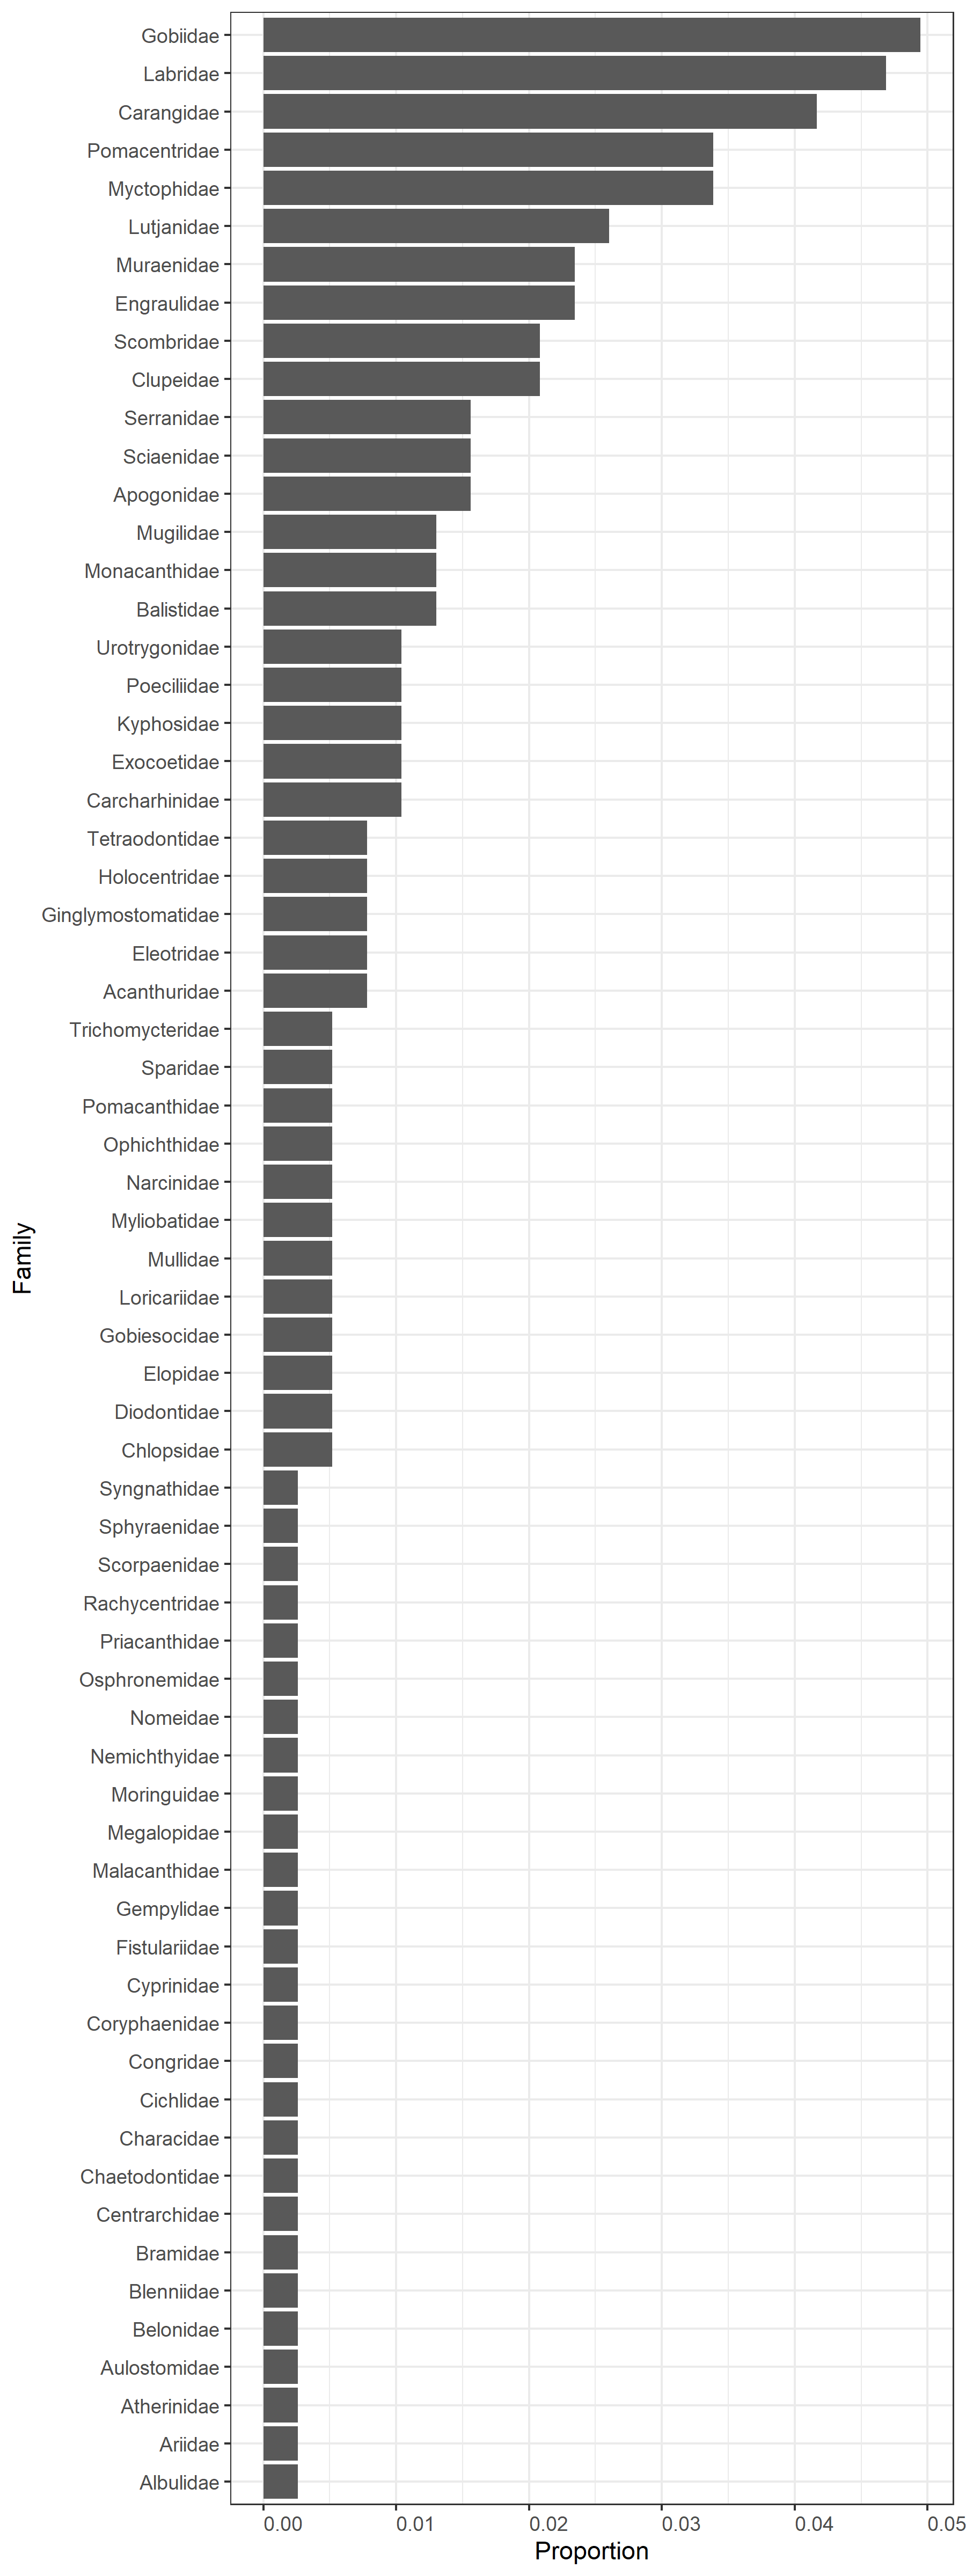 Gobiidae
Labridae
Carangidae
Pomacentridae
Myctophidae
Lutjanidae
Muraenidae
Engraulidae
Scombridae
Clupeidae
Serranidae
Sciaenidae
Apogonidae
Mugilidae
Monacanthidae
Balistidae
Urotrygonidae
Poeciliidae
Kyphosidae
Exocoetidae
Carcharhinidae
Tetraodontidae
Holocentridae
Ginglymostomatidae
Eleotridae
Acanthuridae
Trichomycteridae
Sparidae
Pomacanthidae
Ophichthidae
Narcinidae
Myliobatidae
Mullidae
Loricariidae
Gobiesocidae
Elopidae
Diodontidae
Chlopsidae
Syngnathidae
Sphyraenidae
Scorpaenidae
Rachycentridae
Priacanthidae
Osphronemidae
Nomeidae
Nemichthyidae
Moringuidae
Megalopidae
Malacanthidae
Gempylidae
Fistulariidae
Cyprinidae
Coryphaenidae
Congridae
Cichlidae
Characidae
Chaetodontidae
Centrarchidae
Bramidae
Blenniidae
Belonidae
Aulostomidae
Atherinidae
Ariidae
Albulidae
Family
0.00 0.01 0.02 0.03 0.04 0.05
Proportion